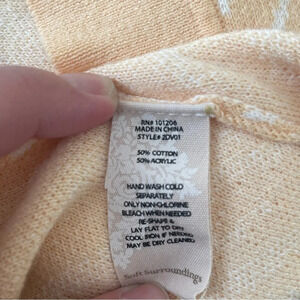 RN# 101206
MADE IN CHINA
STYLE# 2DV01
50% COTTON
50% ACRYLIC
HAND WASH COLD
SEPARATELY
ONLY NON-CHLORINE
BLEACH WHEN NEEDED
RE-SHAPE &
LAY FLAT TO DRY
COOL IRON IF NEEDED
MAY BE DRY CLEANED
Soft Surroundings